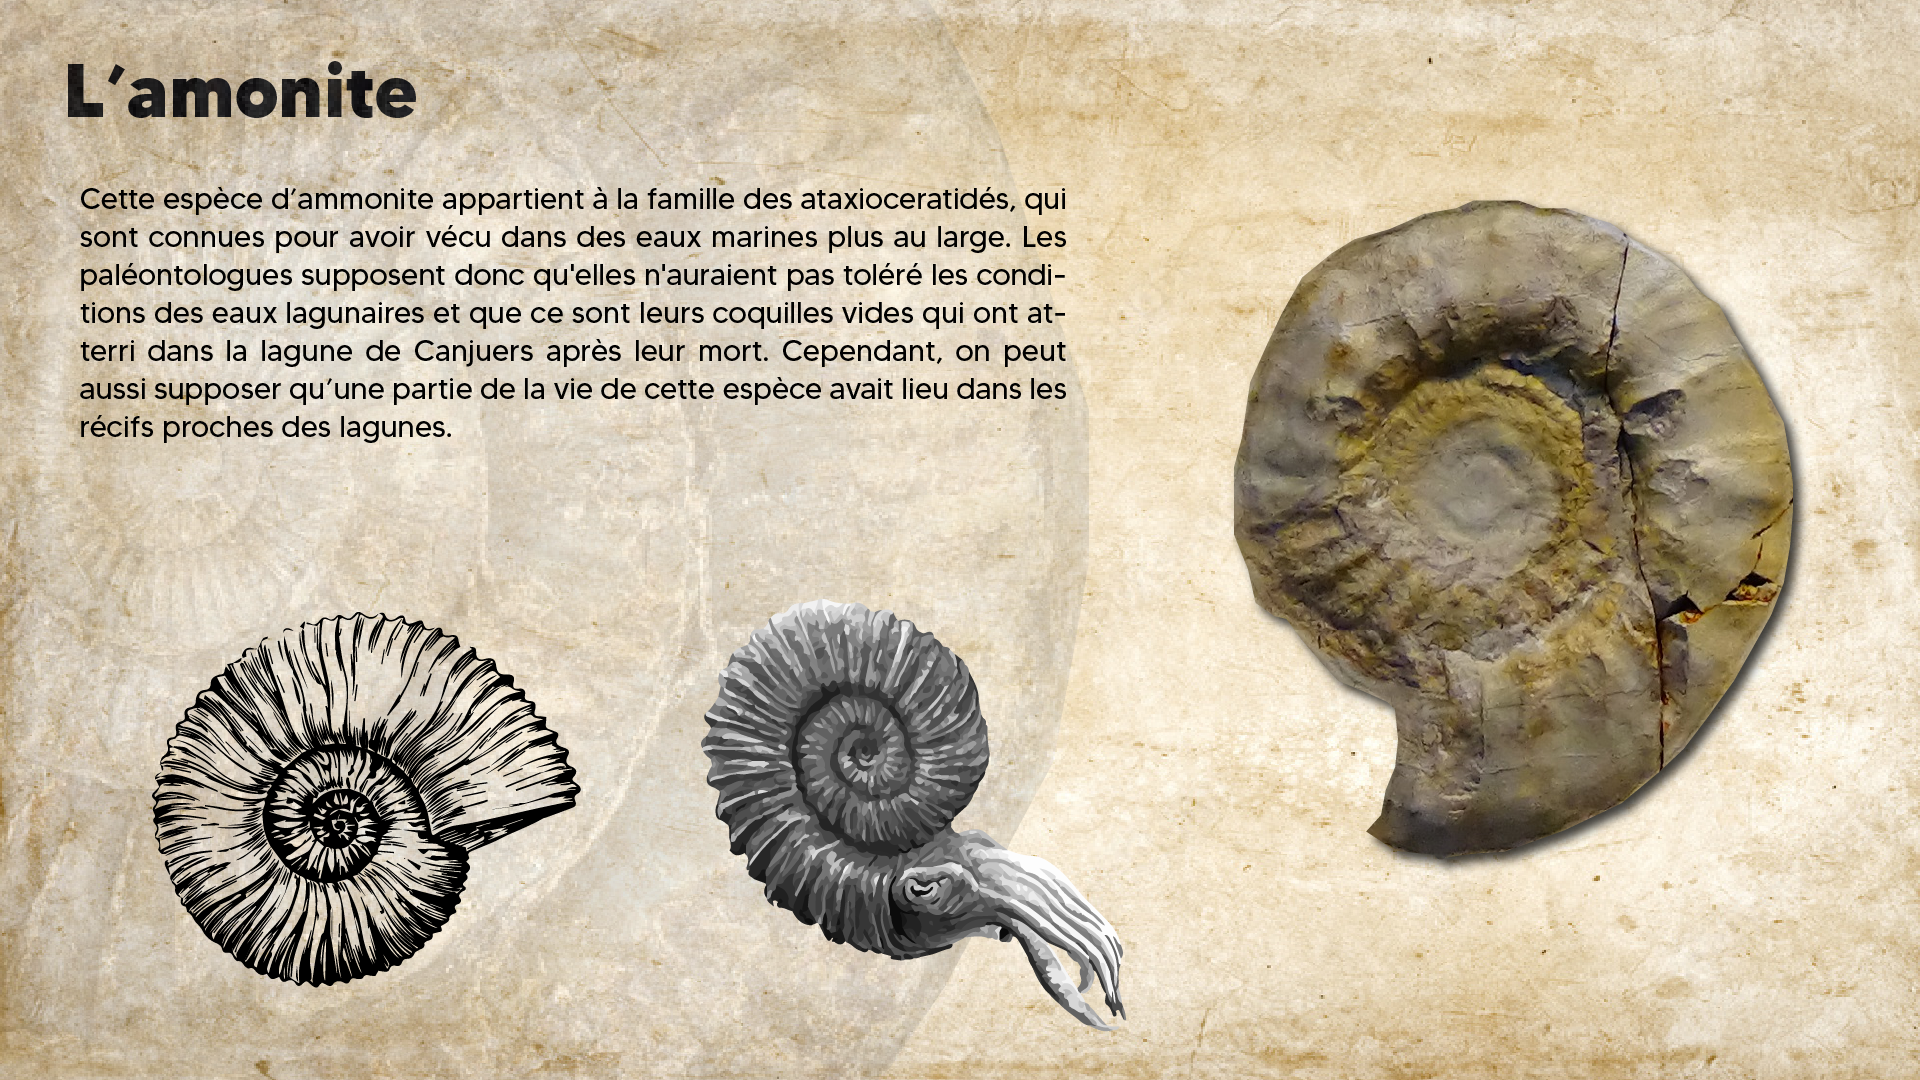 L′amonite
Cette espèce d′ammonite appartient à la famille des ataxioceratidés, qui
sont connues pour avoir vécu dans des eaux marines plus au large. Les
paléontologues supposent donc qu'elles n'auraient pas toléré les condi-
tions des eaux lagunaires et que ce sont leurs coquilles vides qui ont at-
terri dans la lagune de Canjuers après leur mort. Cependant, on peut
aussi supposer qu′une partie de la vie de cette espèce avait lieu dans les
récifs proches des lagunes.